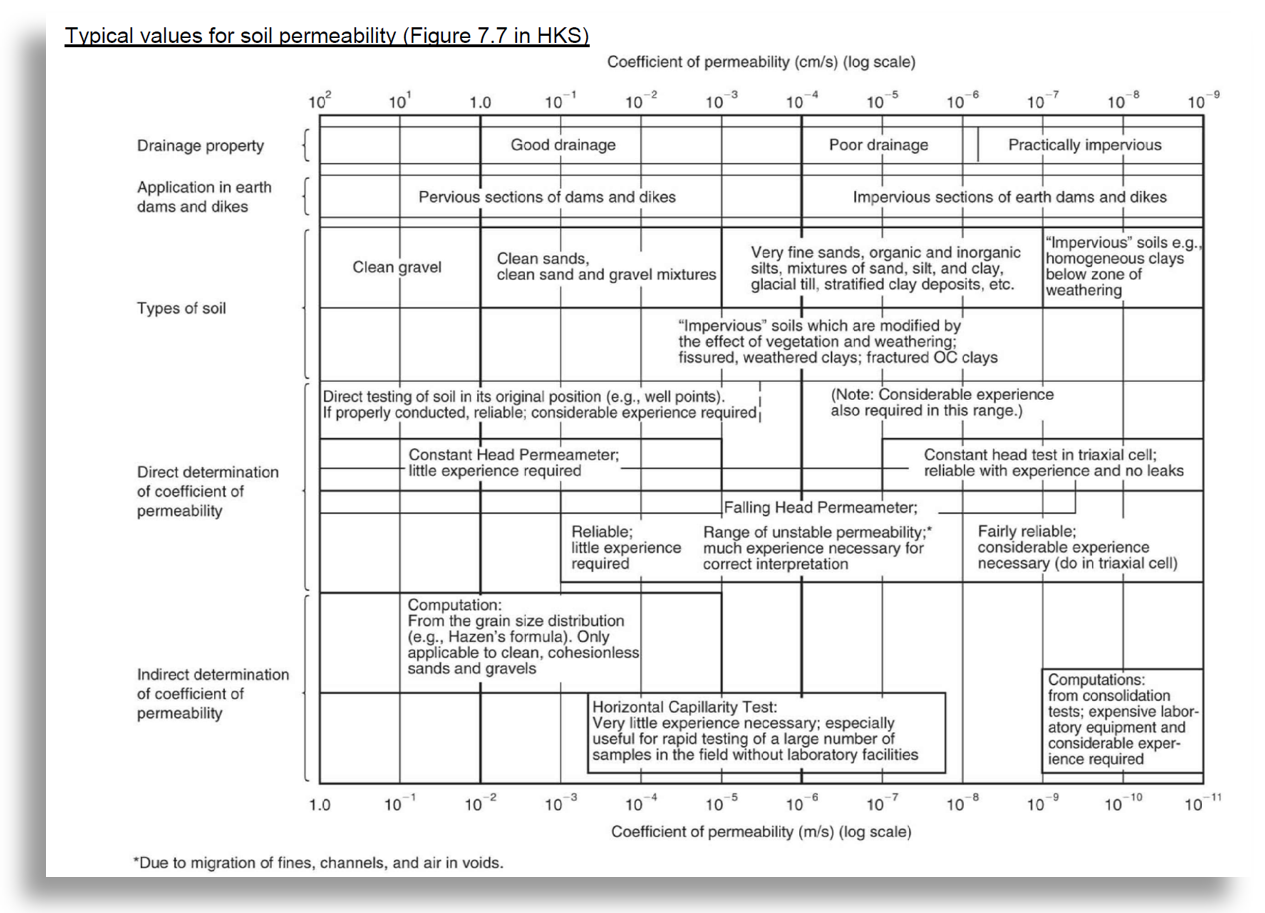 Typical values for soil permeability (Figure 7.7 in HKS)
Coefficient of permeability (cm/s) (log scale)
10² 10¹ 1.0 10⁻¹ 10⁻² 10⁻³ 10⁻⁴ 10⁻⁵ 10⁻⁶ 10⁻⁷ 10⁻⁸ 10⁻⁹
Drainage property
Good drainage
Poor drainage
Practically impervious
Application in earth
dams and dikes
Pervious sections of dams and dikes
Impervious sections of earth dams and dikes
Types of soil
Clean gravel
Clean sands,
clean sand and gravel mixtures
Very fine sands, organic and inorganic
silts, mixtures of sand, silt, and clay,
glacial till, stratified clay deposits, etc.
“Impervious” soils e.g.,
homogeneous clays
below zone of
weathering
“Impervious” soils which are modified by
the effect of vegetation and weathering;
fissured, weathered clays; fractured OC clays
Direct determination
of coefficient of
permeability
Direct testing of soil in its original position (e.g., well points).
If properly conducted, reliable; considerable experience required
(Note: Considerable experience
also required in this range.)
Constant Head Permeameter;
little experience required
Constant head test in triaxial cell;
reliable with experience and no leaks
Falling Head Permeameter;
Reliable;
little experience
required
Range of unstable permeability;*
much experience necessary for
correct interpretation
Fairly reliable;
considerable experience
necessary (do in triaxial cell)
Indirect determination
of coefficient of
permeability
Computation:
From the grain size distribution
(e.g., Hazen’s formula). Only
applicable to clean, cohesionless
sands and gravels
Horizontal Capillarity Test:
Very little experience necessary; especially
useful for rapid testing of a large number of
samples in the field without laboratory facilities
Computations:
from consolidation
tests; expensive labor-
atory equipment and
considerable exper-
ience required
1.0 10⁻¹ 10⁻² 10⁻³ 10⁻⁴ 10⁻⁵ 10⁻⁶ 10⁻⁷ 10⁻⁸ 10⁻⁹ 10⁻¹⁰ 10⁻¹¹
Coefficient of permeability (m/s) (log scale)
*Due to migration of fines, channels, and air in voids.